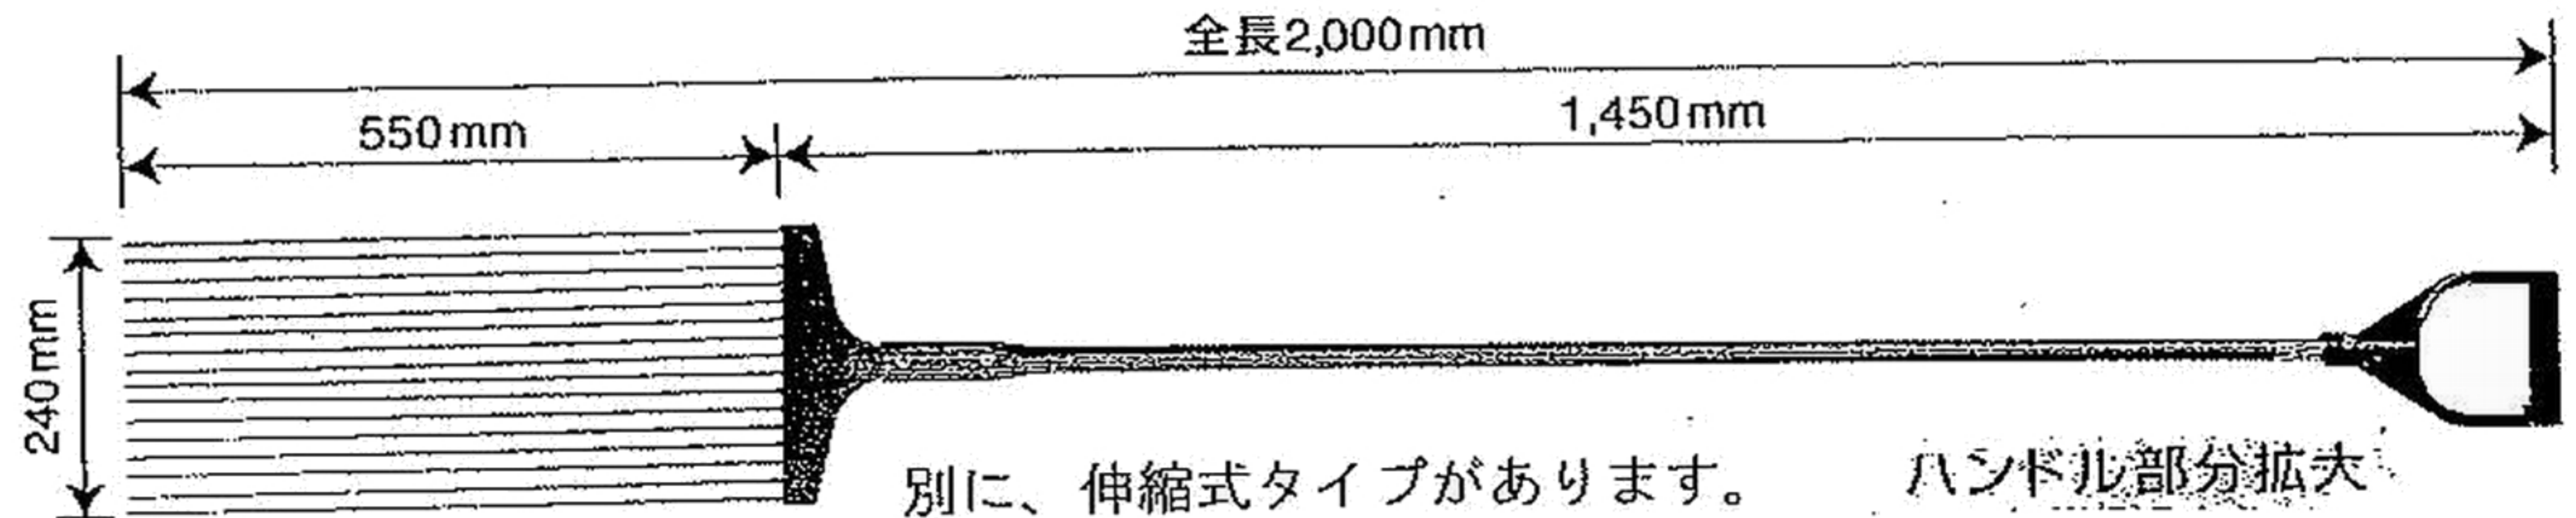 全長2,000mm
550mm
1,450mm
240mm
別に、伸縮式タイプがあります。
ハンドル部分拡大